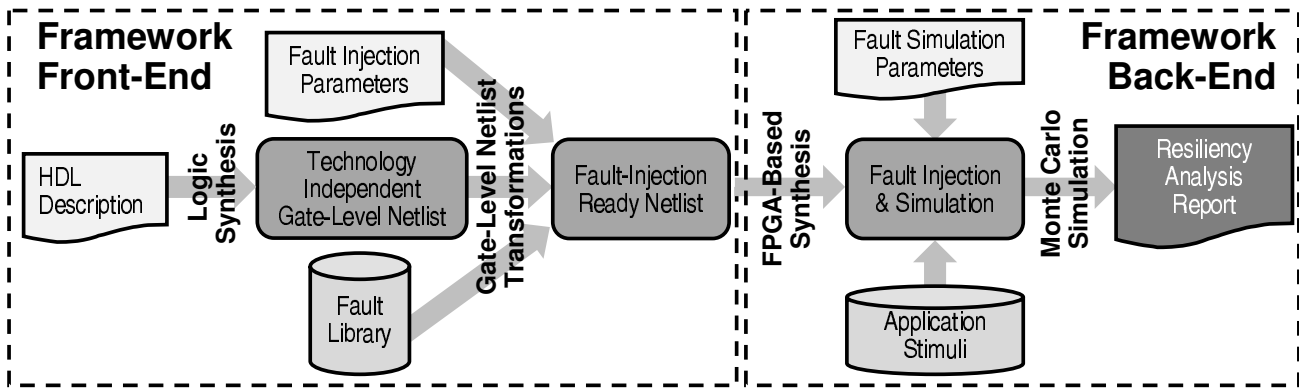 Framework
Front-End
Fault Injection
Parameters
HDL
Description
Logic
Synthesis
Technology
Independent
Gate-Level Netlist
Fault
Library
Gate-Level Netlist
Transformations
Fault-Injection
Ready Netlist
FPGA-Based
Synthesis
Framework
Back-End
Fault Simulation
Parameters
Fault Injection
& Simulation
Application
Stimuli
Monte Carlo
Simulation
Resiliency
Analysis
Report